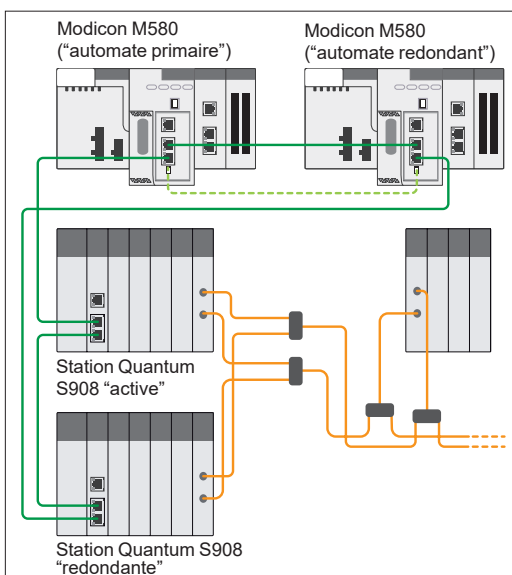 Modicon M580
(“automate primaire”)
Modicon M580
(“automate redondant”)
Station Quantum
S908 “active”
Station Quantum S908
“redondante”